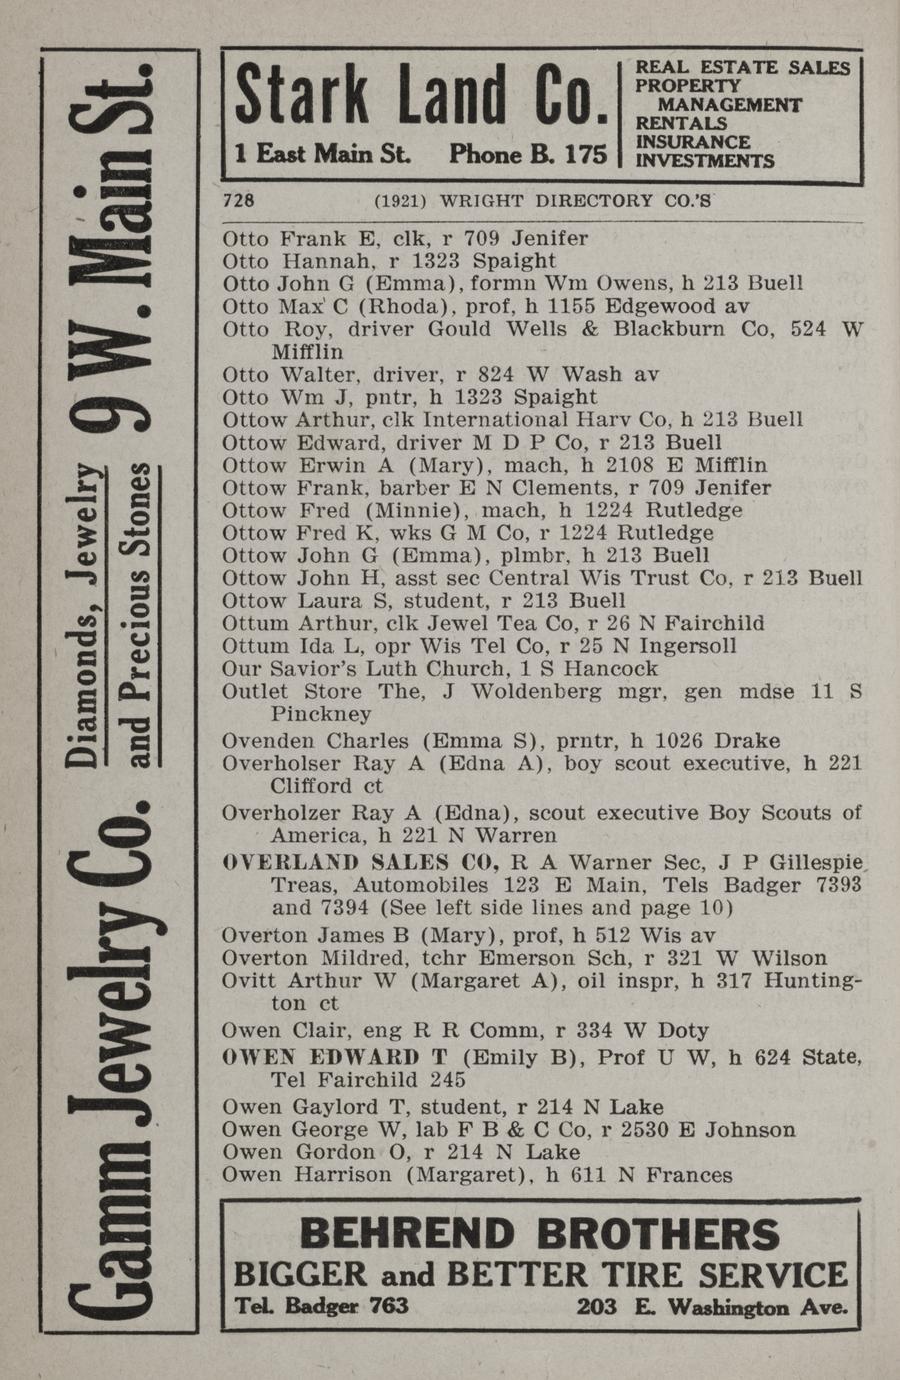 Gamm Jewelry Co. Diamonds, Jewelry and Precious Stones 9 W. Main St.
Stark Land Co.
1 East Main St. Phone B. 175
REAL ESTATE SALES
PROPERTY
MANAGEMENT
RENTALS
INSURANCE
INVESTMENTS
728 (1921) WRIGHT DIRECTORY CO.'S
Otto Frank E, clk, r 709 Jenifer
Otto Hannah, r 1323 Spaight
Otto John G (Emma), formn Wm Owens, h 213 Buell
Otto Max C (Rhoda), prof, h 1155 Edgewood av
Otto Roy, driver Gould Wells & Blackburn Co, 524 W
Mifflin
Otto Walter, driver, r 824 W Wash av
Otto Wm J, pntr, h 1323 Spaight
Ottow Arthur, clk International Harv Co, h 213 Buell
Ottow Edward, driver M D P Co, r 213 Buell
Ottow Erwin A (Mary), mach, h 2108 E Mifflin
Ottow Frank, barber E N Clements, r 709 Jenifer
Ottow Fred (Minnie), mach, h 1224 Rutledge
Ottow Fred K, wks G M Co, r 1224 Rutledge
Ottow John G (Emma), plmbr, h 213 Buell
Ottow John H, asst sec Central Wis Trust Co, r 213 Buell
Ottow Laura S, student, r 213 Buell
Ottum Arthur, clk Jewel Tea Co, r 26 N Fairchild
Ottum Ida L, opr Wis Tel Co, r 25 N Ingersoll
Our Savior's Luth Church, 1 S Hancock
Outlet Store The, J Woldenberg mgr, gen mdse 11 S
Pinckney
Ovenden Charles (Emma S), prntr, h 1026 Drake
Overholser Ray A (Edna A), boy scout executive, h 221
Clifford ct
Overholzer Ray A (Edna), scout executive Boy Scouts of
America, h 221 N Warren
OVERLAND SALES CO, R A Warner Sec, J P Gillespie
Treas, Automobiles 123 E Main, Tels Badger 7393
and 7394 (See left side lines and page 10)
Overton James B (Mary), prof, h 512 Wis av
Overton Mildred, tchr Emerson Sch, r 321 W Wilson
Ovitt Arthur W (Margaret A), oil inspr, h 317 Hunting-
ton ct
Owen Clair, eng R R Comm, r 334 W Doty
OWEN EDWARD T (Emily B), Prof U W, h 624 State,
Tel Fairchild 245
Owen Gaylord T, student, r 214 N Lake
Owen George W, lab F B & C Co, r 2530 E Johnson
Owen Gordon O, r 214 N Lake
Owen Harrison (Margaret), h 611 N Frances
BEHREND BROTHERS
BIGGER and BETTER TIRE SERVICE
Tel. Badger 763 203 E. Washington Ave.